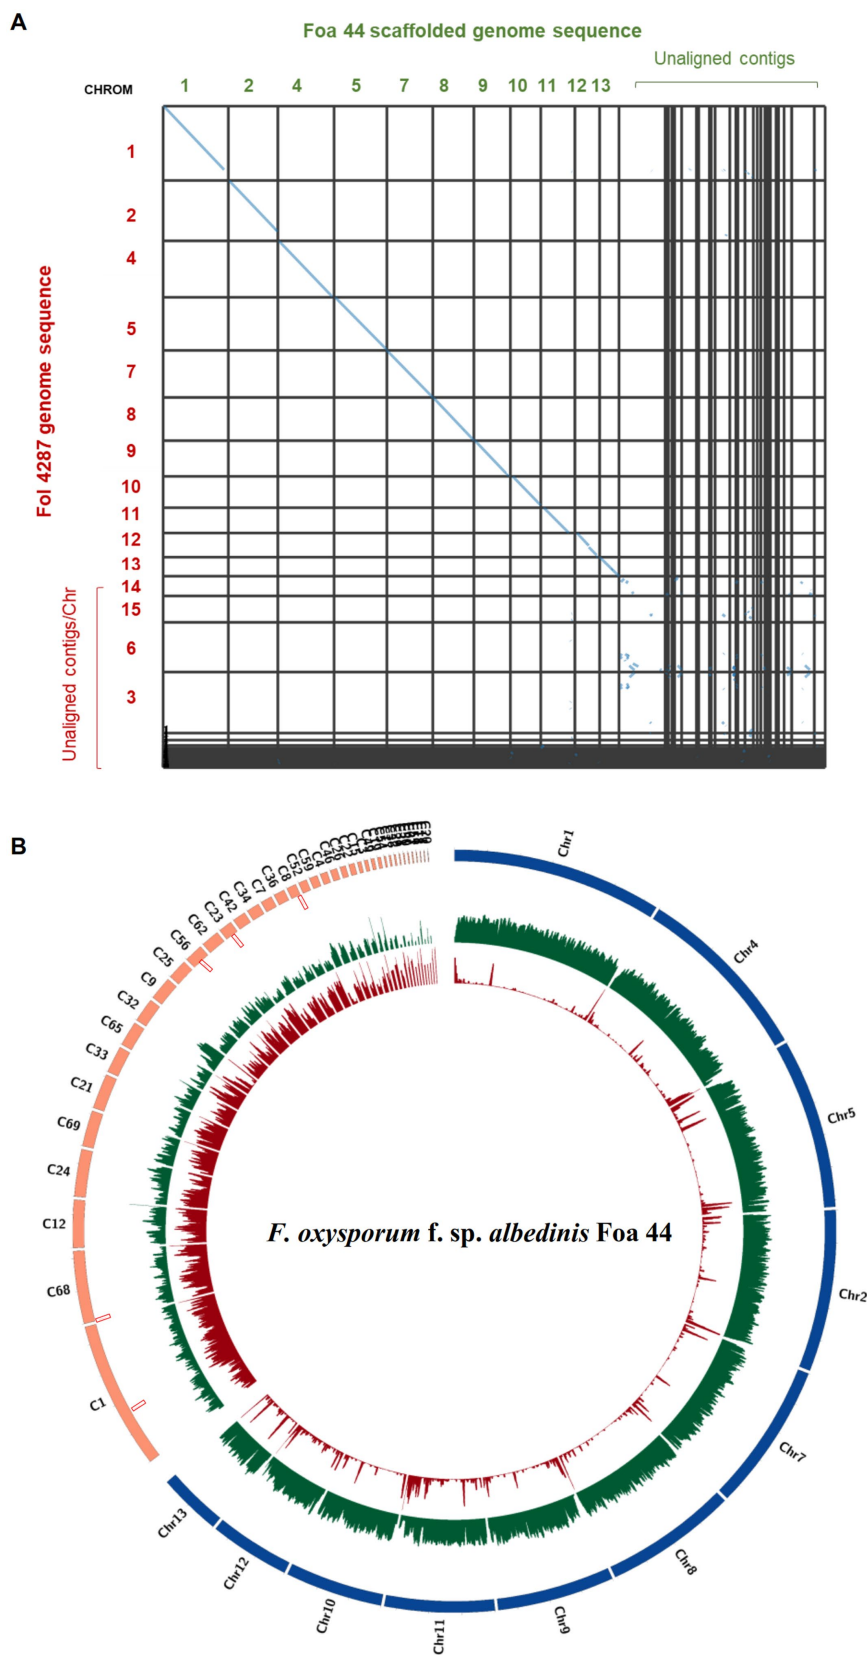 A
Foa 44 scaffolded genome sequence
Unaligned contigs
CHROM
1 2 4 5 7 8 9 10 11 12 13
Fol 4287 genome sequence
1
2
4
5
7
8
9
10
11
12
13
14
15
6
3
Unaligned contigs/Chr
B
Chr1
Chr4
Chr5
Chr2
Chr7
Chr8
Chr9
Chr11
Chr10
Chr12
Chr13
C1
C68
C12
C24
C69
C21
C33
C65
C32
C9
C25
C56
C62
C23
C42
C34
C7
C36
C8
C52
C59
C4
C46
F. oxysporum f. sp. albedinis Foa 44